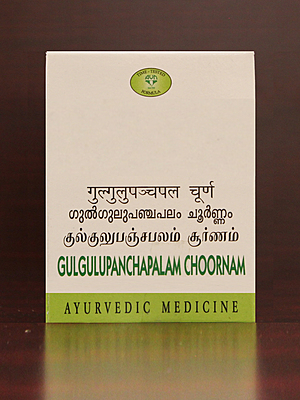 गुल्गुलुपञ्चपल चूर्ण
ഗുൽഗുലുപഞ്ചപലം ചൂർണ്ണം
குல்குலுபஞ்சபலம் சூர்ணம்
GULGULUPANCHAPALAM CHOORNAM
AYURVEDIC MEDICINE